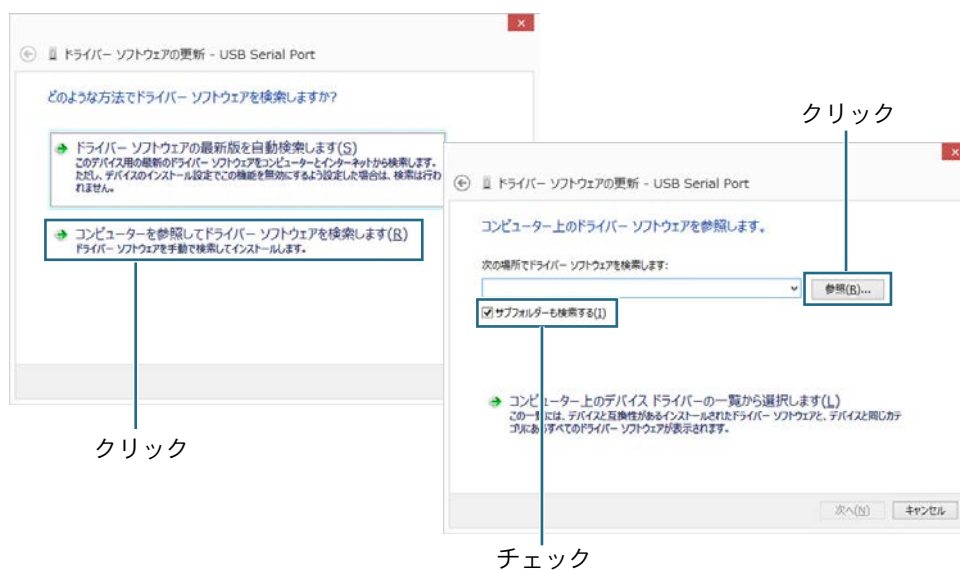 ドライバー ソフトウェアの更新 - USB Serial Port
どのような方法でドライバー ソフトウェアを検索しますか?
ドライバー ソフトウェアの最新版を自動検索します(S)
このデバイス用の最新のドライバー ソフトウェアをコンピューターとインターネットから検索します。
ただし、デバイスのインストール設定でこの機能を無効にするよう設定した場合は、検索は行わ
れません。
コンピューターを参照してドライバー ソフトウェアを検索します(R)
ドライバー ソフトウェアを手動で検索してインストールします。
クリック
クリック
ドライバー ソフトウェアの更新 - USB Serial Port
コンピューター上のドライバー ソフトウェアを参照します。
次の場所でドライバー ソフトウェアを検索します:
参照(R)...
サブフォルダーも検索する(I)
コンピューター上のデバイス ドライバーの一覧から選択します(L)
この一覧には、デバイスと互換性があるインストールされたドライバー ソフトウェアと、デバイスと同じカテ
ゴリにあるすべてのドライバー ソフトウェアが表示されます。
次へ(N)
キャンセル
チェック